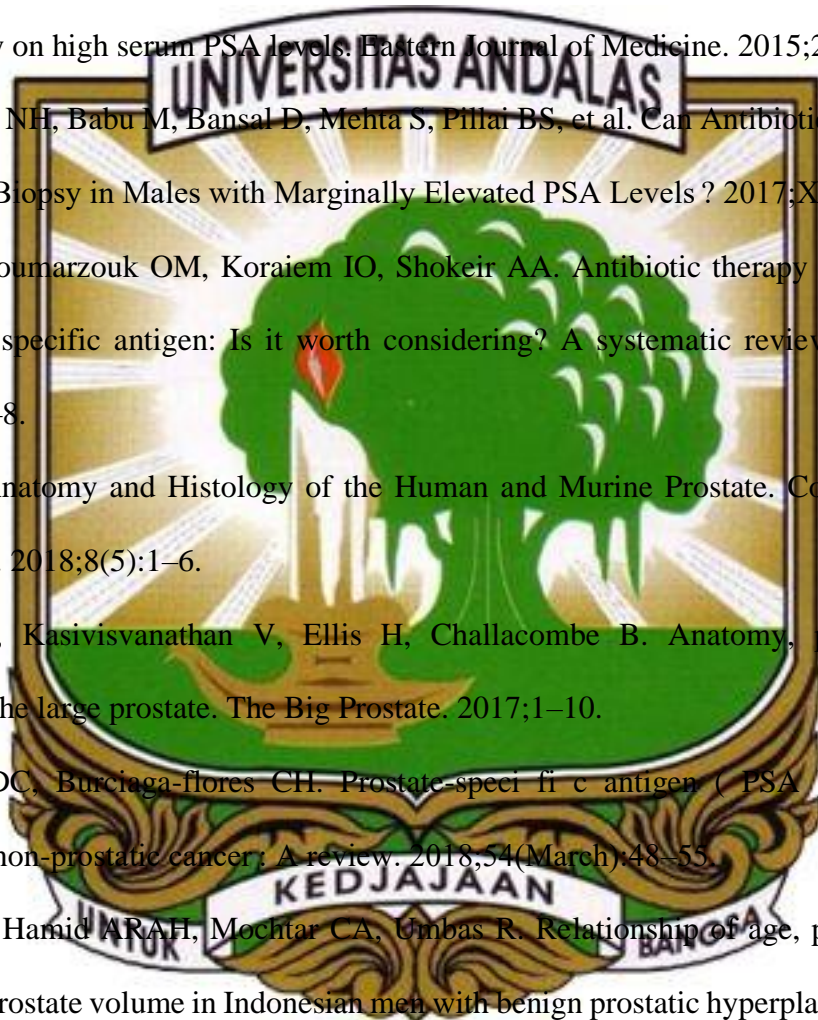 on high serum PSA levels. Eastern Journal of Medicine. 2015;2
UNIVERSITAS ANDALAS
NH, Babu M, Bansal D, Mehta S, Pillai BS, et al. Can Antibiotic
Biopsy in Males with Marginally Elevated PSA Levels ? 2017;X
oumarzouk OM, Koraiem IO, Shokeir AA. Antibiotic therapy
specific antigen: Is it worth considering? A systematic review
–8.
natomy and Histology of the Human and Murine Prostate. Co
2018;8(5):1–6.
, Kasivisvanathan V, Ellis H, Challacombe B. Anatomy, p
he large prostate. The Big Prostate. 2017;1–10.
DC, Burciaga-flores CH. Prostate-speci fi c antigen ( PSA
non-prostatic cancer : A review. 2018;54(March):48–55.
KEDJAJAAN
Hamid ARAH, Mochtar CA, Umbas R. Relationship of age, p
UNTUK BANGSA
rostate volume in Indonesian men with benign prostatic hyperpla